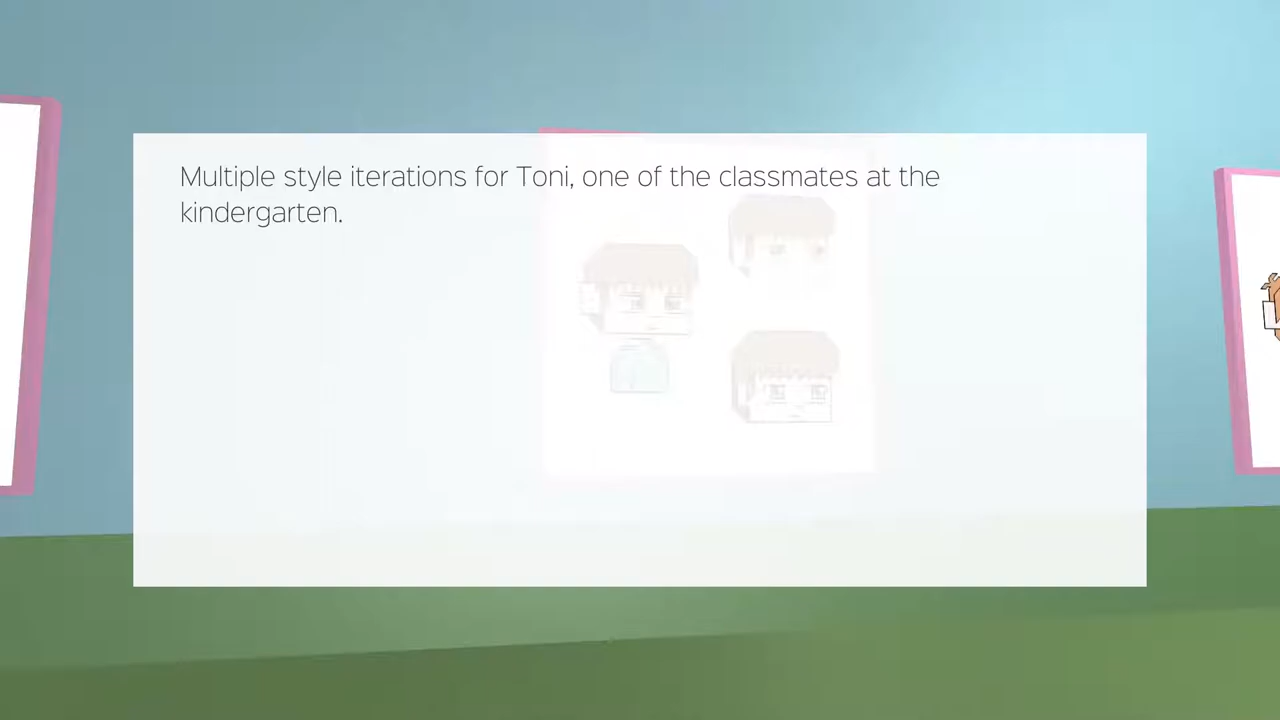 Multiple style iterations for Toni, one of the classmates at the
kindergarten.